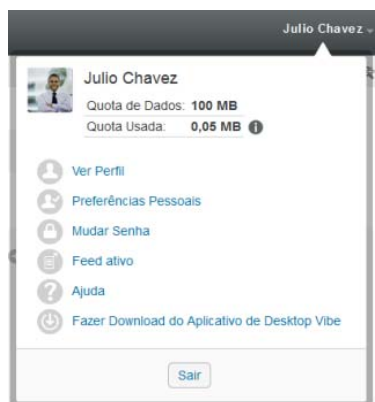 Julio Chavez
Julio Chavez
Quota de Dados: 100 MB
Quota Usada: 0,05 MB
Ver Perfil
Preferências Pessoais
Mudar Senha
Feed ativo
Ajuda
Fazer Download do Aplicativo de Desktop Vibe
Sair